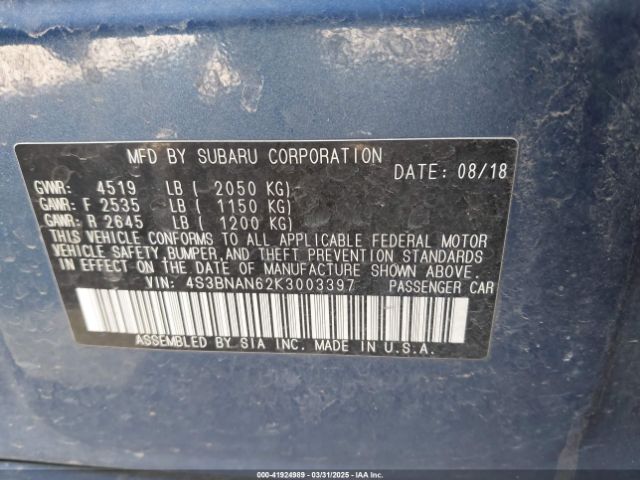 MFD BY SUBARU CORPORATION
DATE: 08/18
GVWR: 4519 LB ( 2050 KG)
GAWR: F 2535 LB ( 1150 KG)
GAWR: R 2645 LB ( 1200 KG)
THIS VEHICLE CONFORMS TO ALL APPLICABLE FEDERAL MOTOR
VEHICLE SAFETY, BUMPER, AND THEFT PREVENTION STANDARDS
IN EFFECT ON THE DATE OF MANUFACTURE SHOWN ABOVE.
VIN: 4S3BNAN62K3003397 PASSENGER CAR
ASSEMBLED BY SIA INC. MADE IN U.S.A.
000-41924989 — 03/31/2025 — IAA Inc.